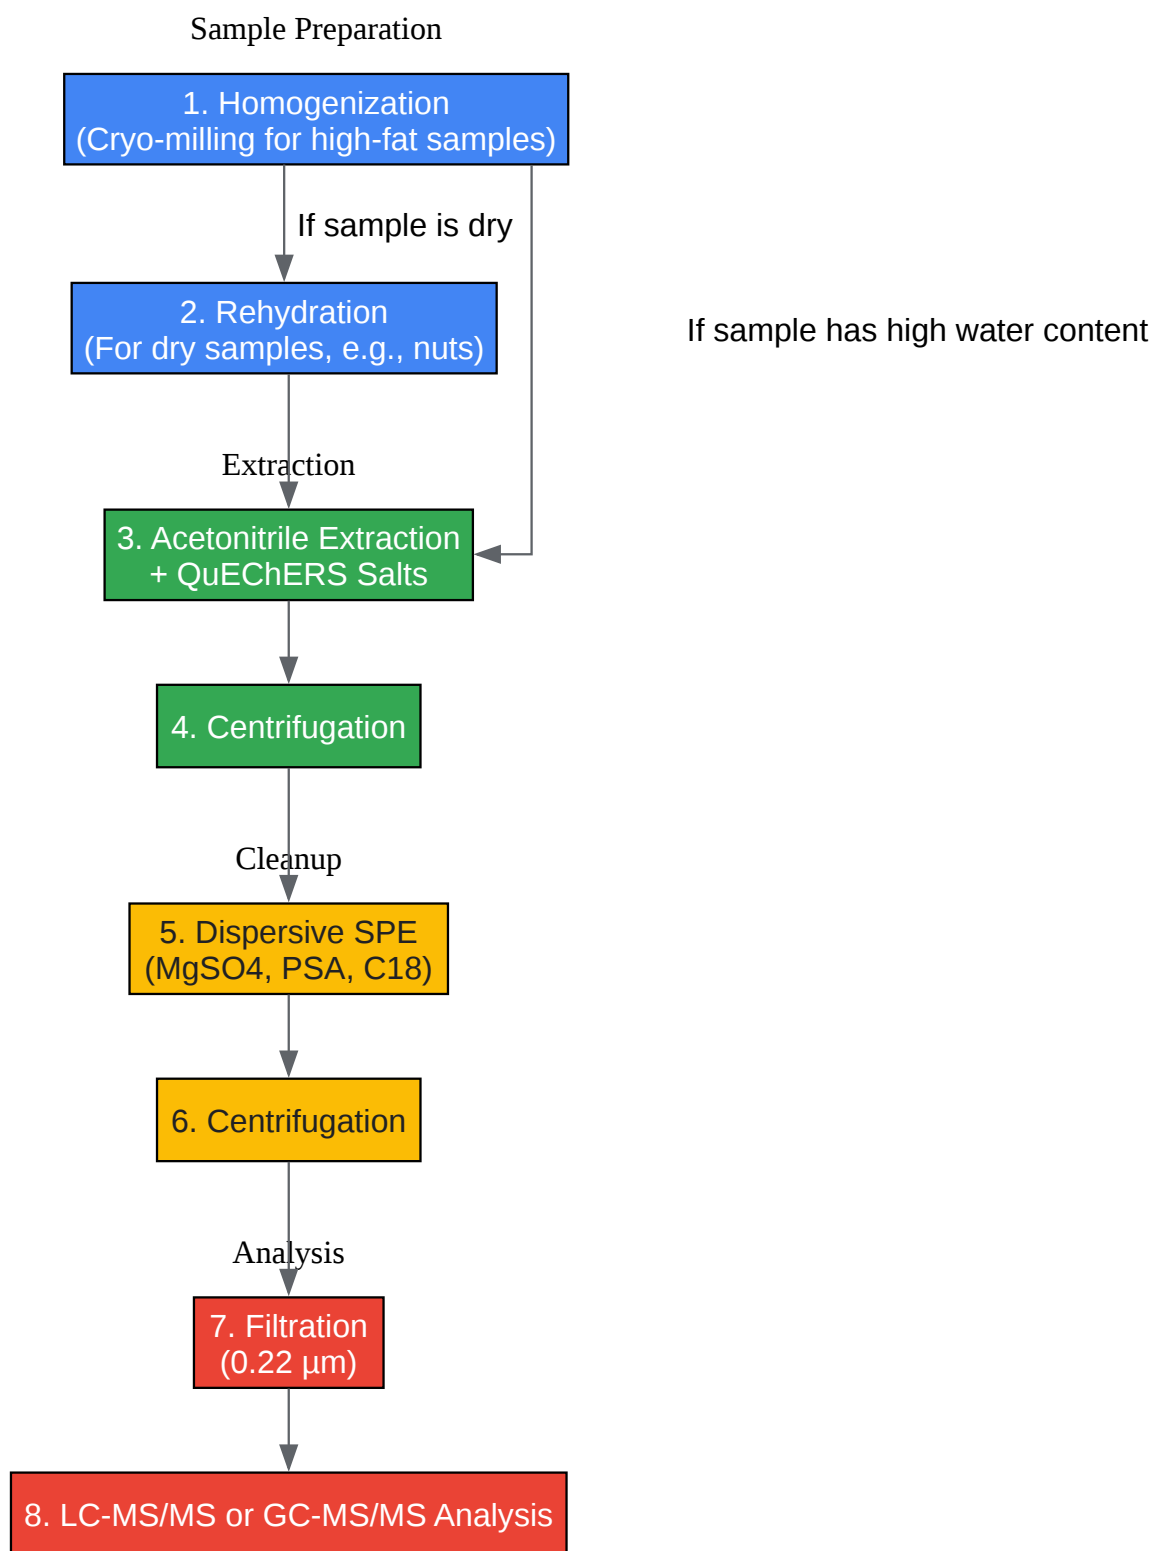 Sample Preparation
1. Homogenization
(Cryo-milling for high-fat samples)
If sample is dry
2. Rehydration
(For dry samples, e.g., nuts)
If sample has high water content
Extraction
3. Acetonitrile Extraction
+ QuEChERS Salts
4. Centrifugation
Cleanup
5. Dispersive SPE
(MgSO4, PSA, C18)
6. Centrifugation
Analysis
7. Filtration
(0.22 µm)
8. LC-MS/MS or GC-MS/MS Analysis